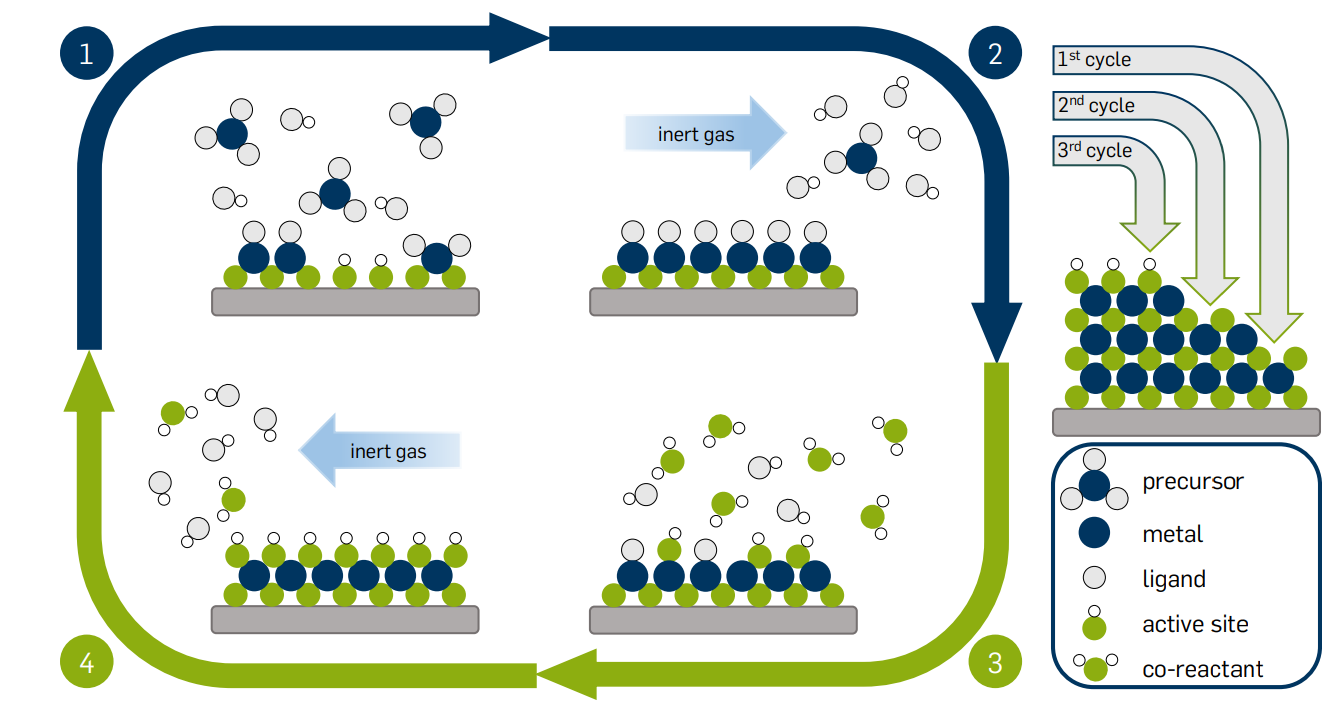 1
2
inert gas
inert gas
3
4
1st cycle
2nd cycle
3rd cycle
precursor
metal
ligand
active site
co-reactant